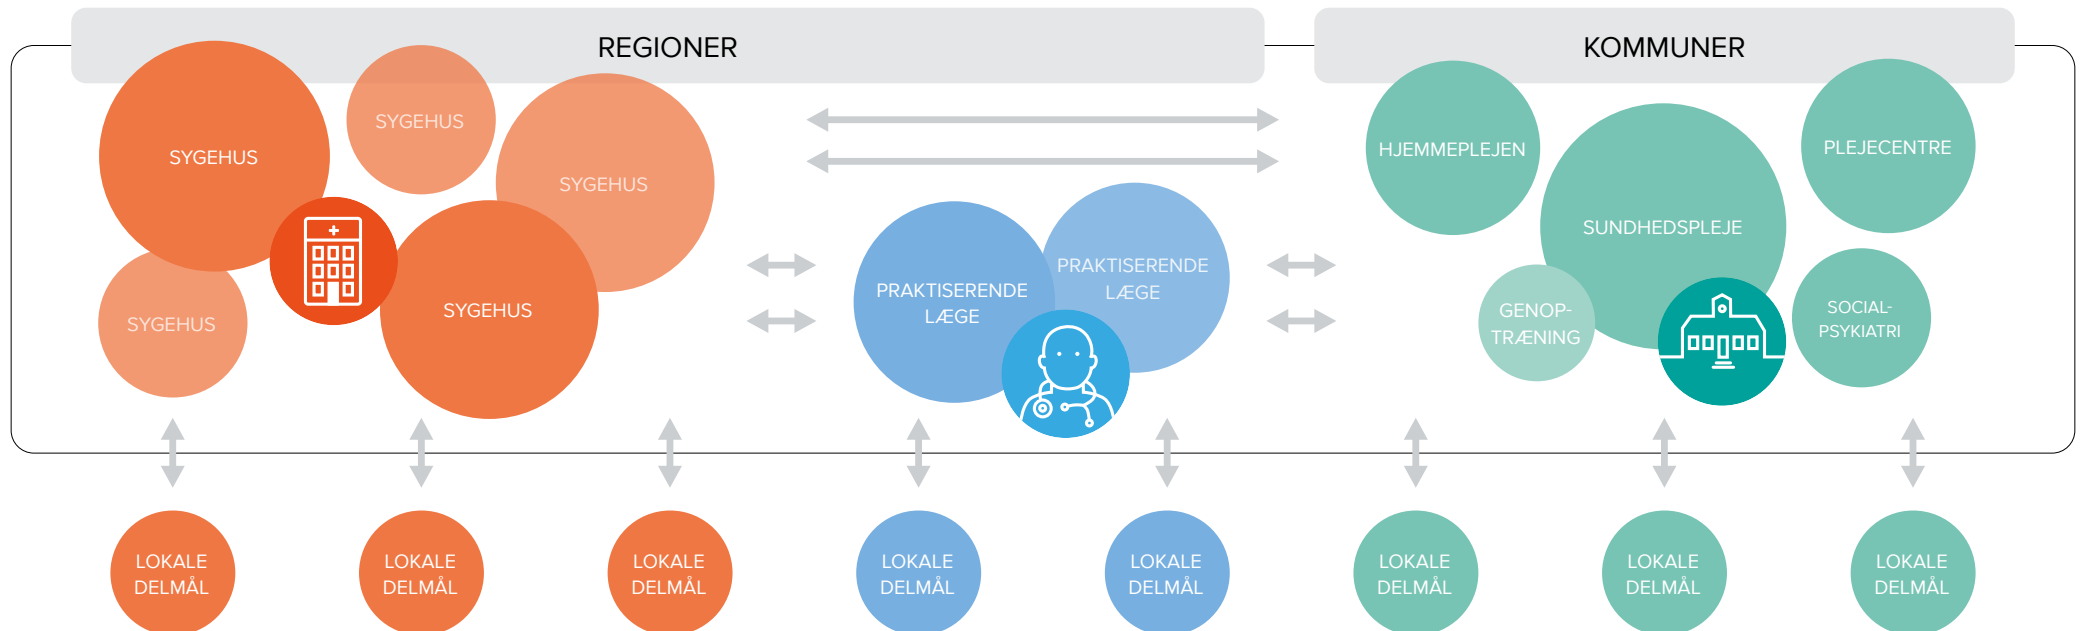 REGIONER
KOMMUNER
SYGEHUS
SYGEHUS
SYGEHUS
SYGEHUS
SYGEHUS
PRAKTISERENDE
LÆGE
PRAKTISERENDE
LÆGE
HJEMMEPLEJEN
SUNDHEDSPLEJE
PLEJECENTRE
GENOP-
TRÆNING
SOCIAL-
PSYKIATRI
LOKALE
DELMÅL
LOKALE
DELMÅL
LOKALE
DELMÅL
LOKALE
DELMÅL
LOKALE
DELMÅL
LOKALE
DELMÅL
LOKALE
DELMÅL
LOKALE
DELMÅL